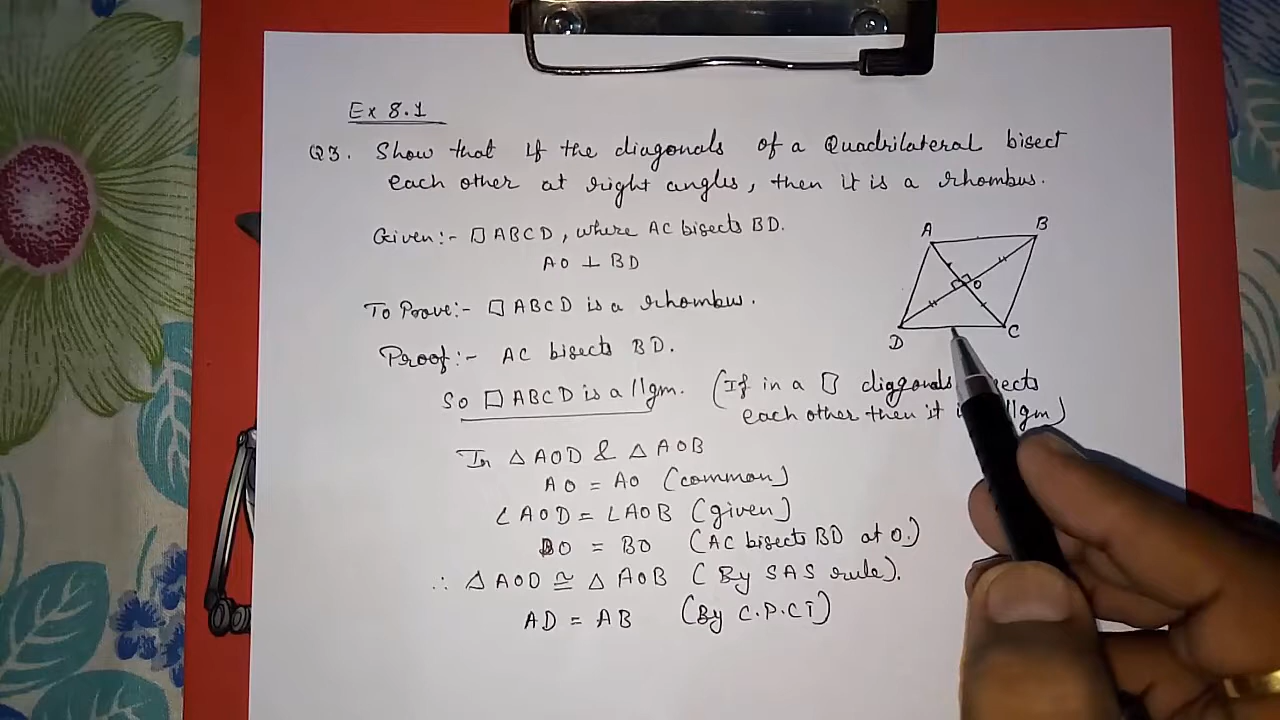 Ex 8.1
Q3. Show that if the diagonals of a Quadrilateral bisect
each other at right angles, then it is a rhombus.
Given:- □ABCD, where AC bisects BD.
AO ⊥ BD
To Prove:- □ABCD is a rhombus.
Proof:- AC bisects BD.
So □ABCD is a ||gm. (If in a □ diagonals
each other then it ||gm)
In △AOD & △AOB
AO = AO (common)
∠AOD = ∠AOB (given)
DO = BO (AC bisects BD at O.)
∴ △AOD ≅ △AOB (By SAS rule).
AD = AB (By C.P.CT)
A
B
O
D
C